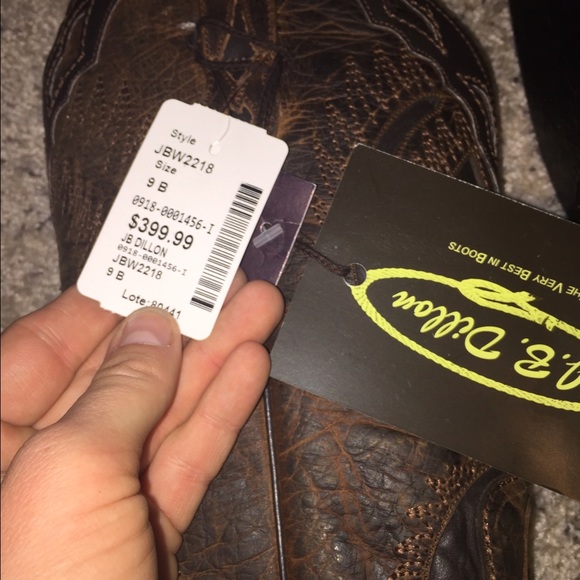 Style
JBW2218
Size
9 B
0918-0001456-I
$399.99
JB DILLON
0918-0001456-I
JBW2218
9 B
Lote:
THE VERY BEST IN BOOTS
J.B. Dillon